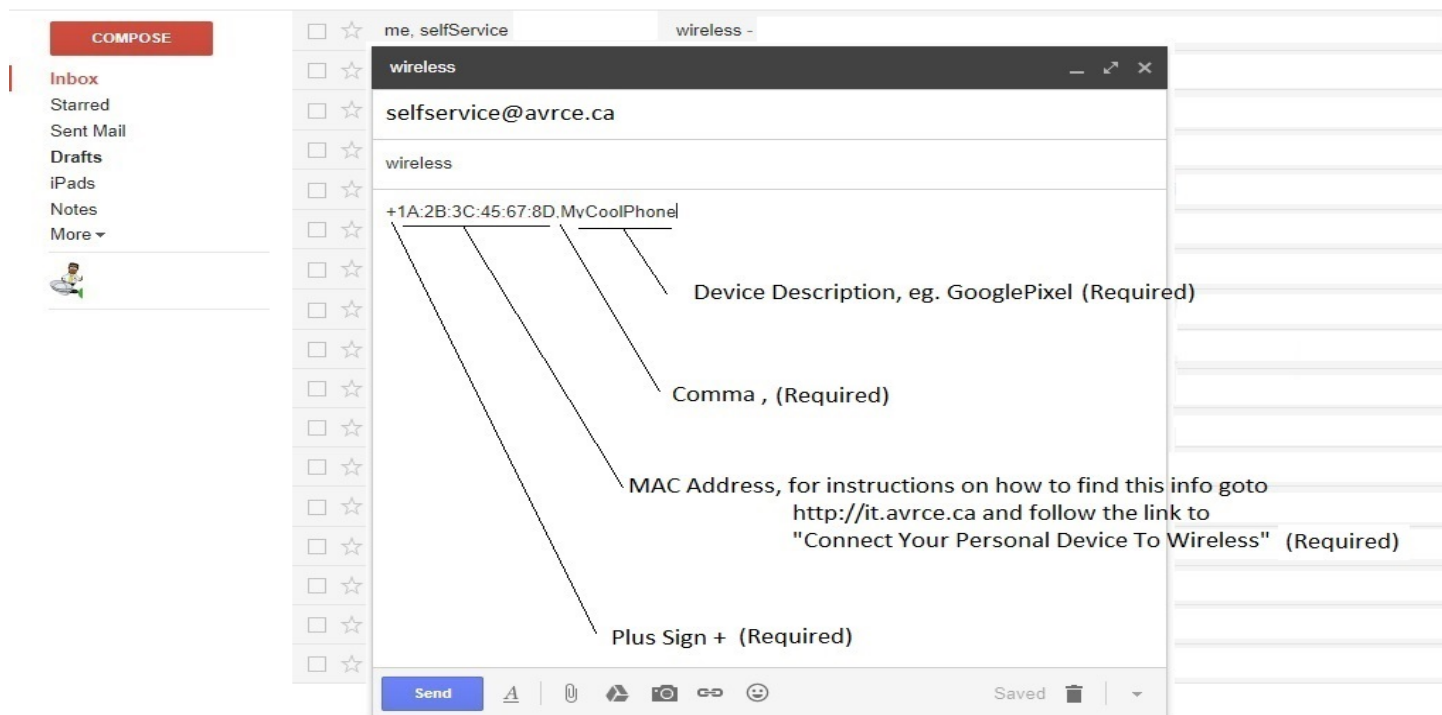 COMPOSE
Inbox
Starred
Sent Mail
Drafts
iPads
Notes
More
me, selfService wireless -
wireless
selfservice@avrce.ca
wireless
+1A:2B:3C:45:67:8D,MyCoolPhone
Device Description, eg. GooglePixel (Required)
Comma , (Required)
MAC Address, for instructions on how to find this info goto
http://it.avrce.ca and follow the link to
"Connect Your Personal Device To Wireless" (Required)
Plus Sign + (Required)
Send A Saved